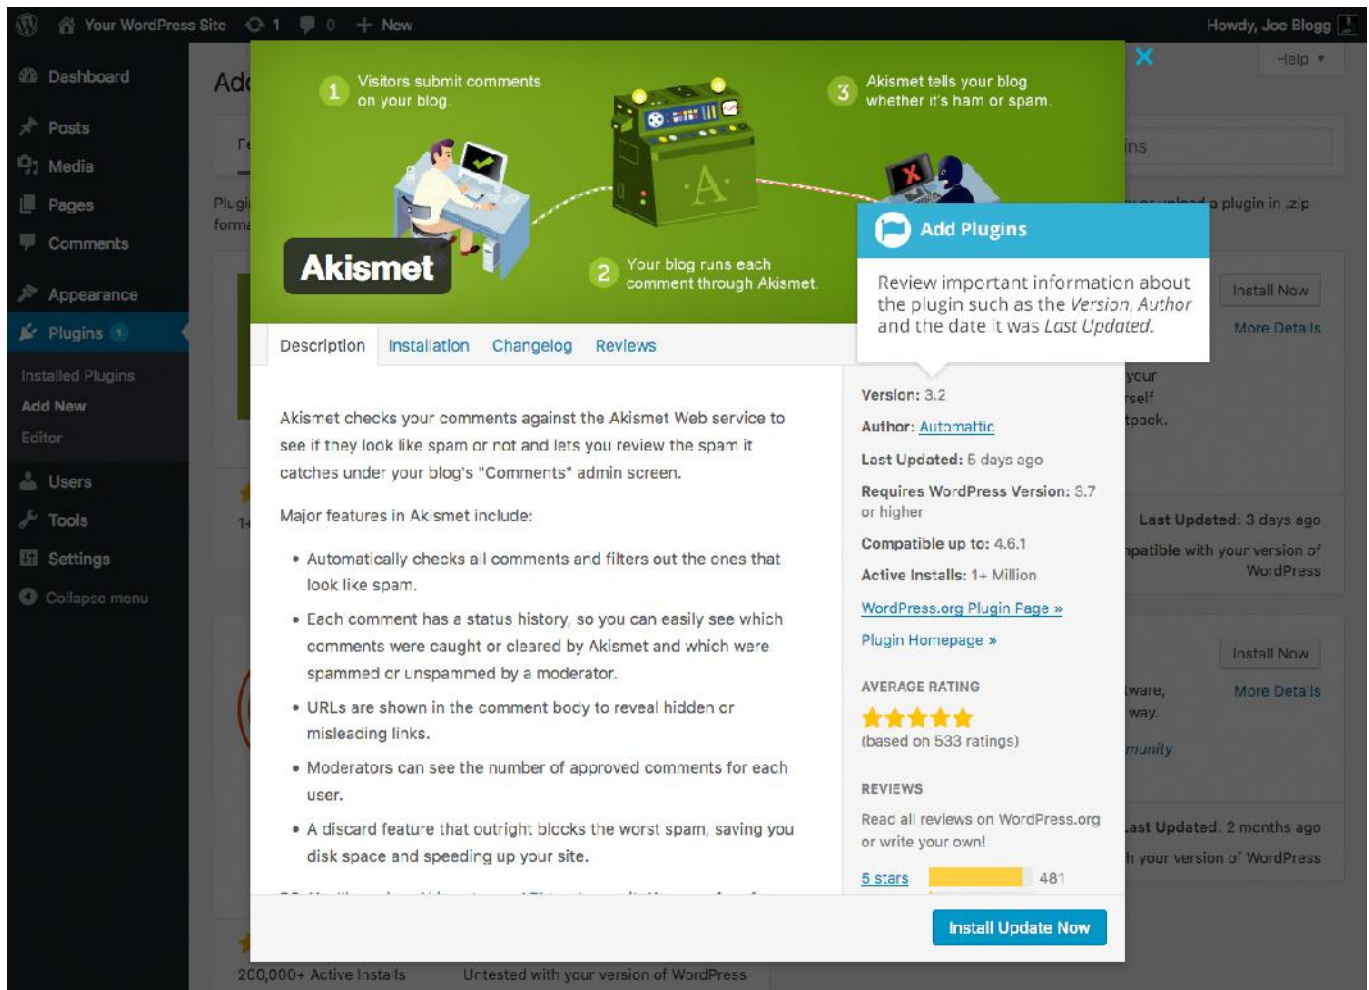 Your WordPress Site 1 0 + New
Howdy, Joe Blogg
Dashboard
Posts
Media
Pages
Comments
Appearance
Plugins 1
Installed Plugins
Add New
Editor
Users
Tools
Settings
Collapse menu
Help
1 Visitors submit comments
on your blog.
3 Akismet tells your blog
whether it's ham or spam.
A
2 Your blog runs each
comment through Akismet.
Akismet
Add Plugins
Review important information about
the plugin such as the Version, Author
and the date it was Last Updated.
Description Installation Changelog Reviews
Akismet checks your comments against the Akismet Web service to
see if they look like spam or not and lets you review the spam it
catches under your blog's "Comments" admin screen.
Major features in Akismet include:
• Automatically checks all comments and filters out the ones that
look like spam.
• Each comment has a status history, so you can easily see which
comments were caught or cleared by Akismet and which were
spammed or unspammed by a moderator.
• URLs are shown in the comment body to reveal hidden or
misleading links.
• Moderators can see the number of approved comments for each
user.
• A discard feature that outright blocks the worst spam, saving you
disk space and speeding up your site.
Version: 3.2
Author: Automattic
Last Updated: 5 days ago
Requires WordPress Version: 3.7
or higher
Compatible up to: 4.6.1
Active Installs: 1+ Million
WordPress.org Plugin Page »
Plugin Homepage »
AVERAGE RATING
(based on 533 ratings)
REVIEWS
Read all reviews on WordPress.org
or write your own!
5 stars 481
Install Update Now
a plugin in .zip
Install Now
More Details
your
Last Updated: 3 days ago
with your version of
WordPress
Install Now
More Details
way.
Last Updated: 2 months ago
your version of WordPress
200,000+ Active Installs
Untested with your version of WordPress